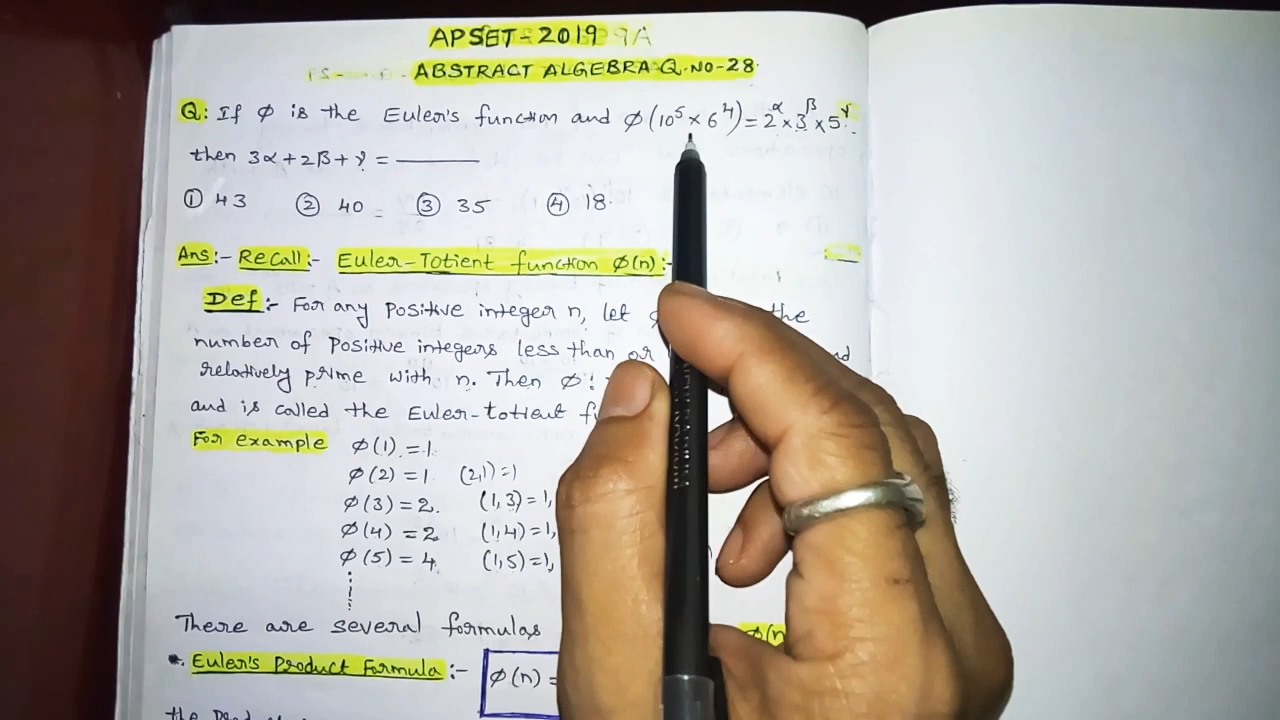 APSET-2019
ABSTRACT ALGEBRA Q.NO-28
Q: If ϕ is the Euler's function and ϕ(10⁵×6⁴)=2^α×3^β×5^γ.
then 3α+2β+γ =
① 43 ② 40 ③ 35 ④ 18
Ans:- Recall:- Euler-Totient function ϕ(n):-
Def:- For any positive integer n, let the
number of positive integers less than or
relatively prime with n. Then ϕ:
and is called the Euler-totient
For example ϕ(1) = 1
ϕ(2) = 1 (2,1)=1
ϕ(3) = 2. (1,3)=1,
ϕ(4) = 2 (1,4)=1,
ϕ(5) = 4 (1,5)=1,
There are several formulas ϕ(n
*. Euler's Product Formula:- ϕ(n) =
the